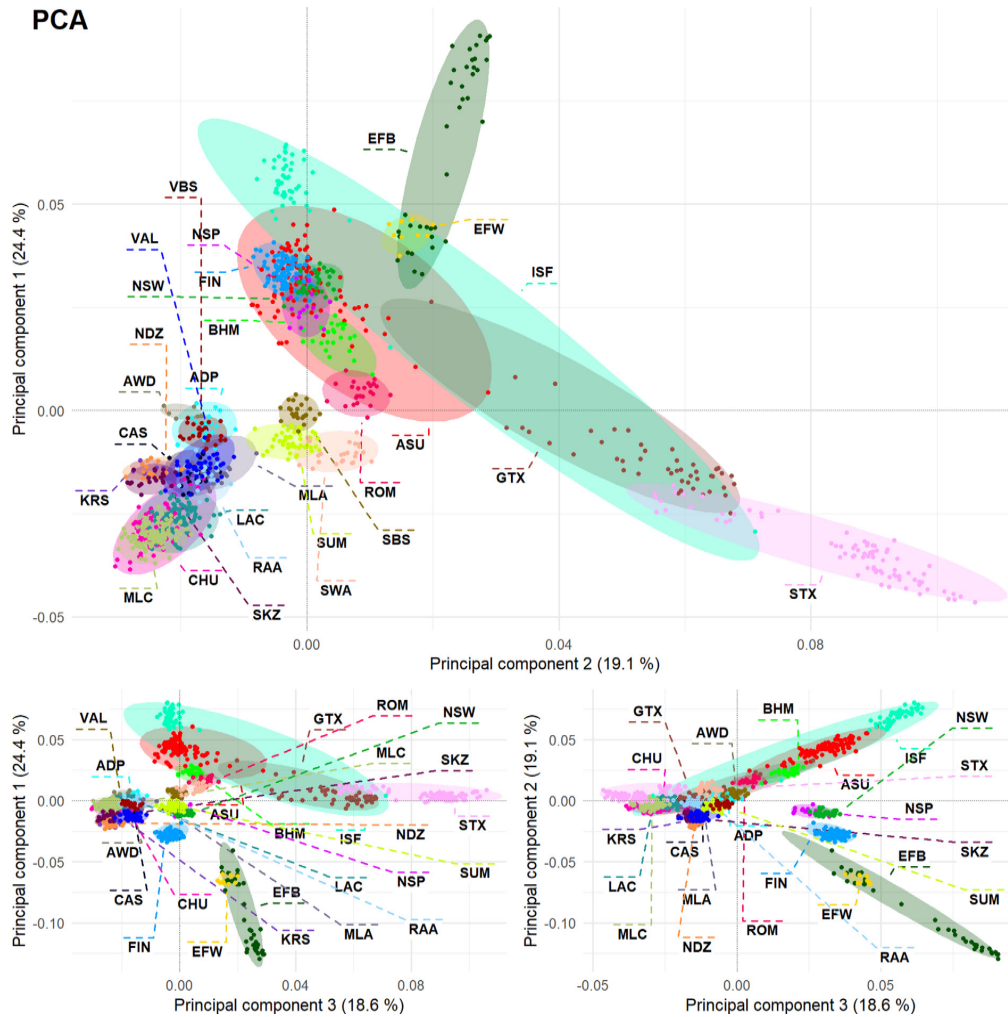 PCA
Principal component 1 (24.4 %)
0.05
0.00
-0.05
EFB
VBS
VAL
NSP
EFW
FIN
ISF
NSW
BHM
NDZ
AWD
ADP
CAS
ASU
GTX
KRS
MLA
ROM
LAC
SUM
SBS
RAA
CHU
SWA
STX
MLC
SKZ
0.00
0.04
0.08
Principal component 2 (19.1 %)
Principal component 1 (24.4 %)
0.05
0.00
-0.05
-0.10
VAL
GTX
ROM
NSW
MLC
SKZ
ADP
STX
BHM
ISF
NDZ
AWD
SUM
CAS
CHU
EFB
LAC
NSP
FIN
EFW
KRS
MLA
RAA
0.00
0.04
0.08
Principal component 3 (18.6 %)
Principal component 2 (19.1 %)
0.05
0.00
-0.05
-0.10
GTX
BHM
NSW
AWD
CHU
ISF
STX
ASU
NSP
KRS
CAS
ADP
SKZ
EFB
LAC
FIN
MLA
SUM
MLC
EFW
NDZ
ROM
RAA
-0.05
0.00
0.05
Principal component 3 (18.6 %)
ASU